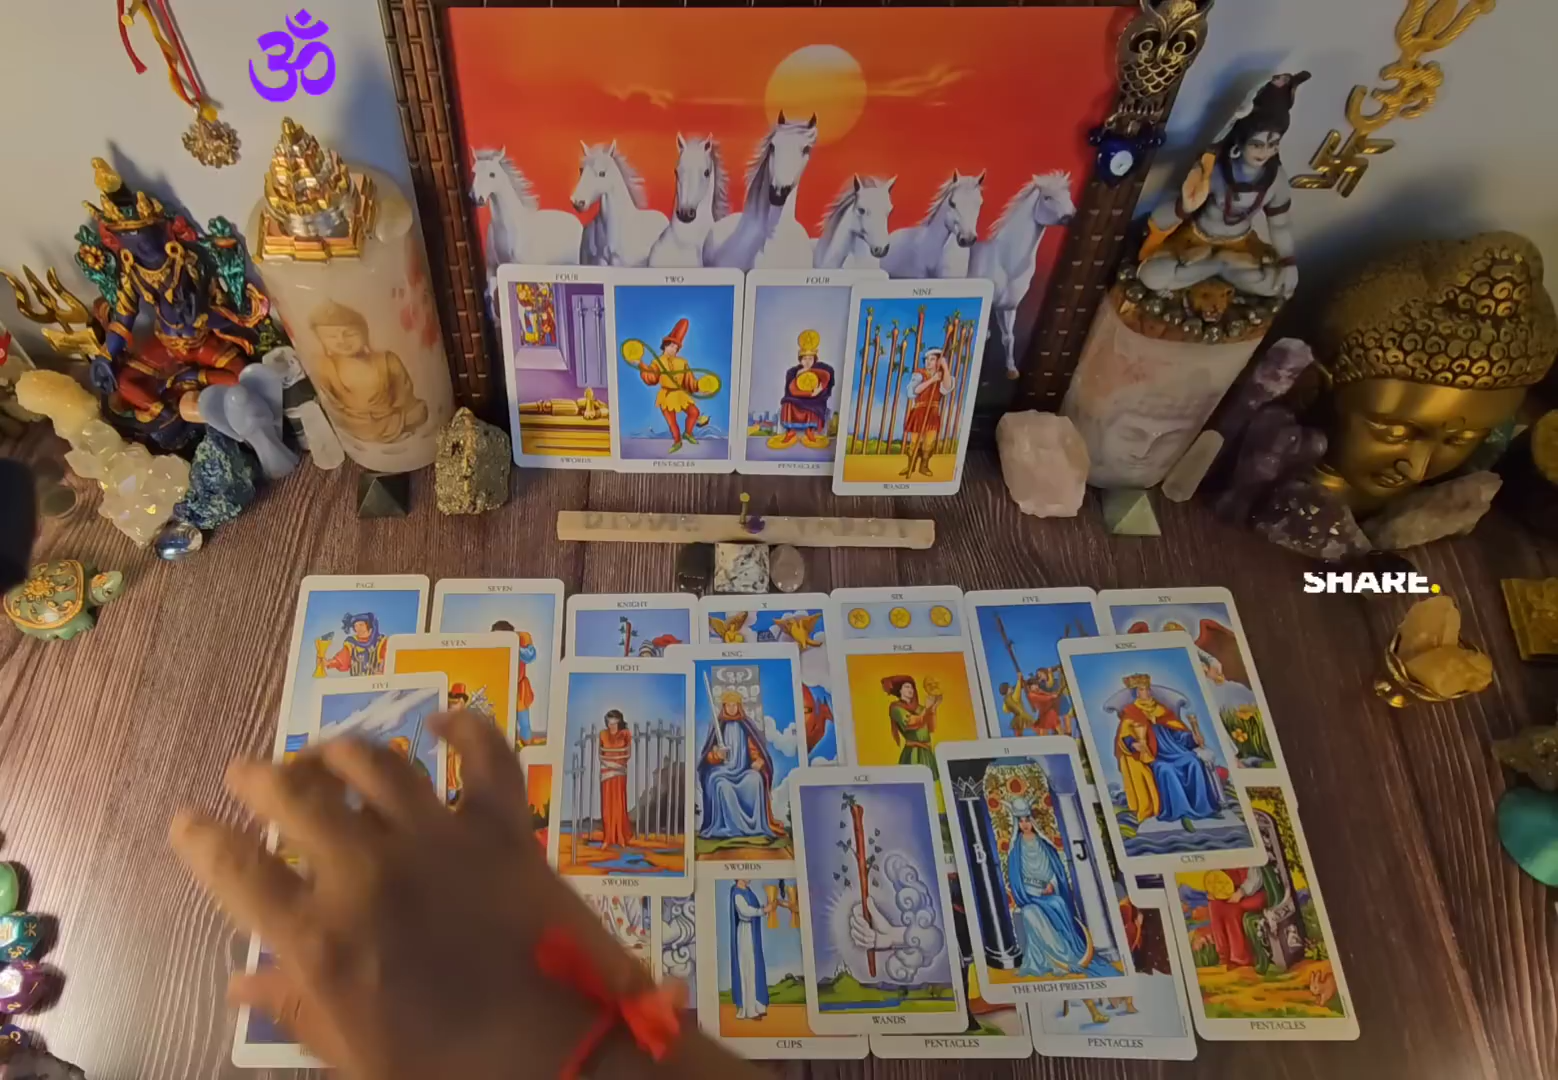 ॐ
FOUR
SWORDS
TWO
PENTACLES
FOUR
PENTACLES
NINE
WANDS
SHARE.
PAGE
SEVEN
KNIGHT
X
SIX
FIVE
XIV
SEVEN
FIVE
EIGHT
SWORDS
KING
SWORDS
PAGE
KING
CUPS
ACE
WANDS
II
B
J
THE HIGH PRIESTESS
CUPS
PENTACLES
PENTACLES
PENTACLES